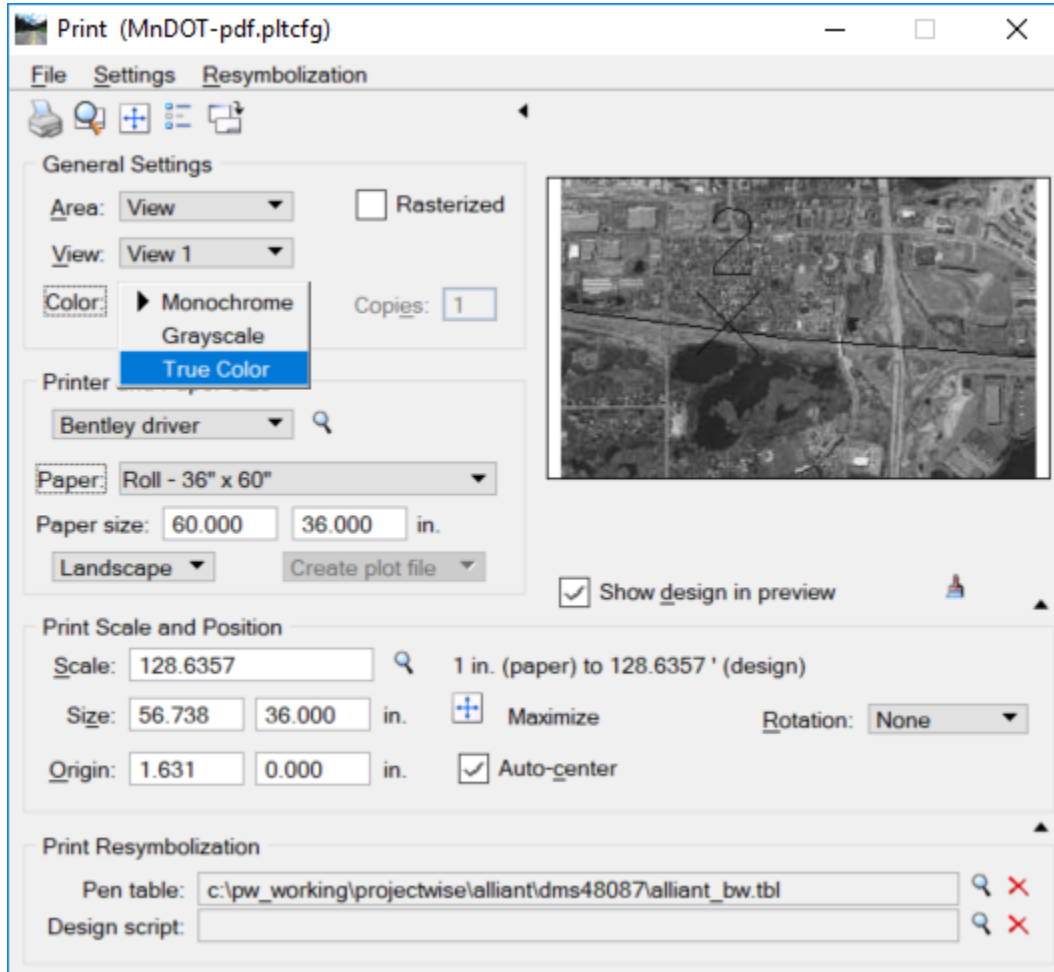 Print (MnDOT-pdf.pltcfg)
File Settings Resymbolization
General Settings
Area: View
Rasterized
View: View 1
Color: Monochrome
Grayscale
True Color
Copies: 1
Bentley driver
Paper: Roll - 36" x 60"
Paper size: 60.000 36.000 in.
Landscape Create plot file
2
Show design in preview
Print Scale and Position
Scale: 128.6357 1 in. (paper) to 128.6357 ' (design)
Size: 56.738 36.000 in. Maximize Rotation: None
Origin: 1.631 0.000 in. Auto-center
Print Resymbolization
Pen table: c:\pw_working\projectwise\alliant\dms48087\alliant_bw.tbl
Design script: